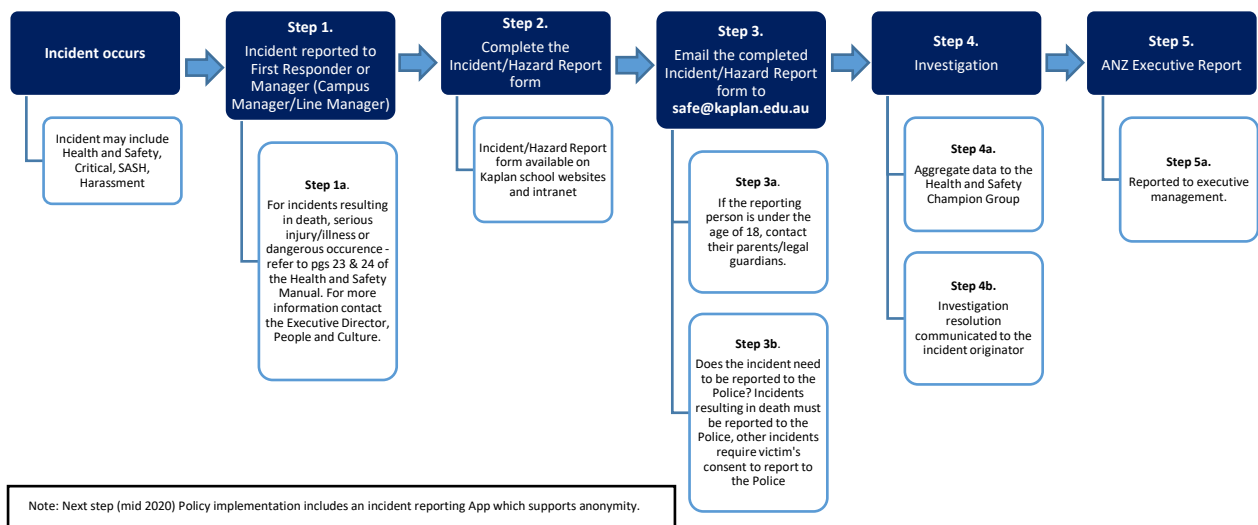 Incident occurs
Incident may include
Health and Safety,
Critical, SASH,
Harassment
Step 1.
Incident reported to
First Responder or
Manager (Campus
Manager/Line Manager)
Step 1a.
For incidents resulting
in death, serious
injury/illness or
dangerous occurence -
refer to pgs 23 & 24 of
the Health and Safety
Manual. For more
information contact
the Executive Director,
People and Culture.
Step 2.
Complete the
Incident/Hazard Report
form
Incident/Hazard Report
form available on
Kaplan school websites
and intranet
Step 3.
Email the completed
Incident/Hazard Report
form to
safe@kaplan.edu.au
Step 3a.
If the reporting
person is under the
age of 18, contact
their parents/legal
guardians.
Step 3b.
Does the incident need
to be reported to the
Police? Incidents
resulting in death must
be reported to the
Police, other incidents
require victim's
consent to report to
the Police
Step 4.
Investigation
Step 4a.
Aggregate data to the
Health and Safety
Champion Group
Step 4b.
Investigation
resolution
communicated to the
incident originator
Step 5.
ANZ Executive Report
Step 5a.
Reported to executive
management.
Note: Next step (mid 2020) Policy implementation includes an incident reporting App which supports anonymity.